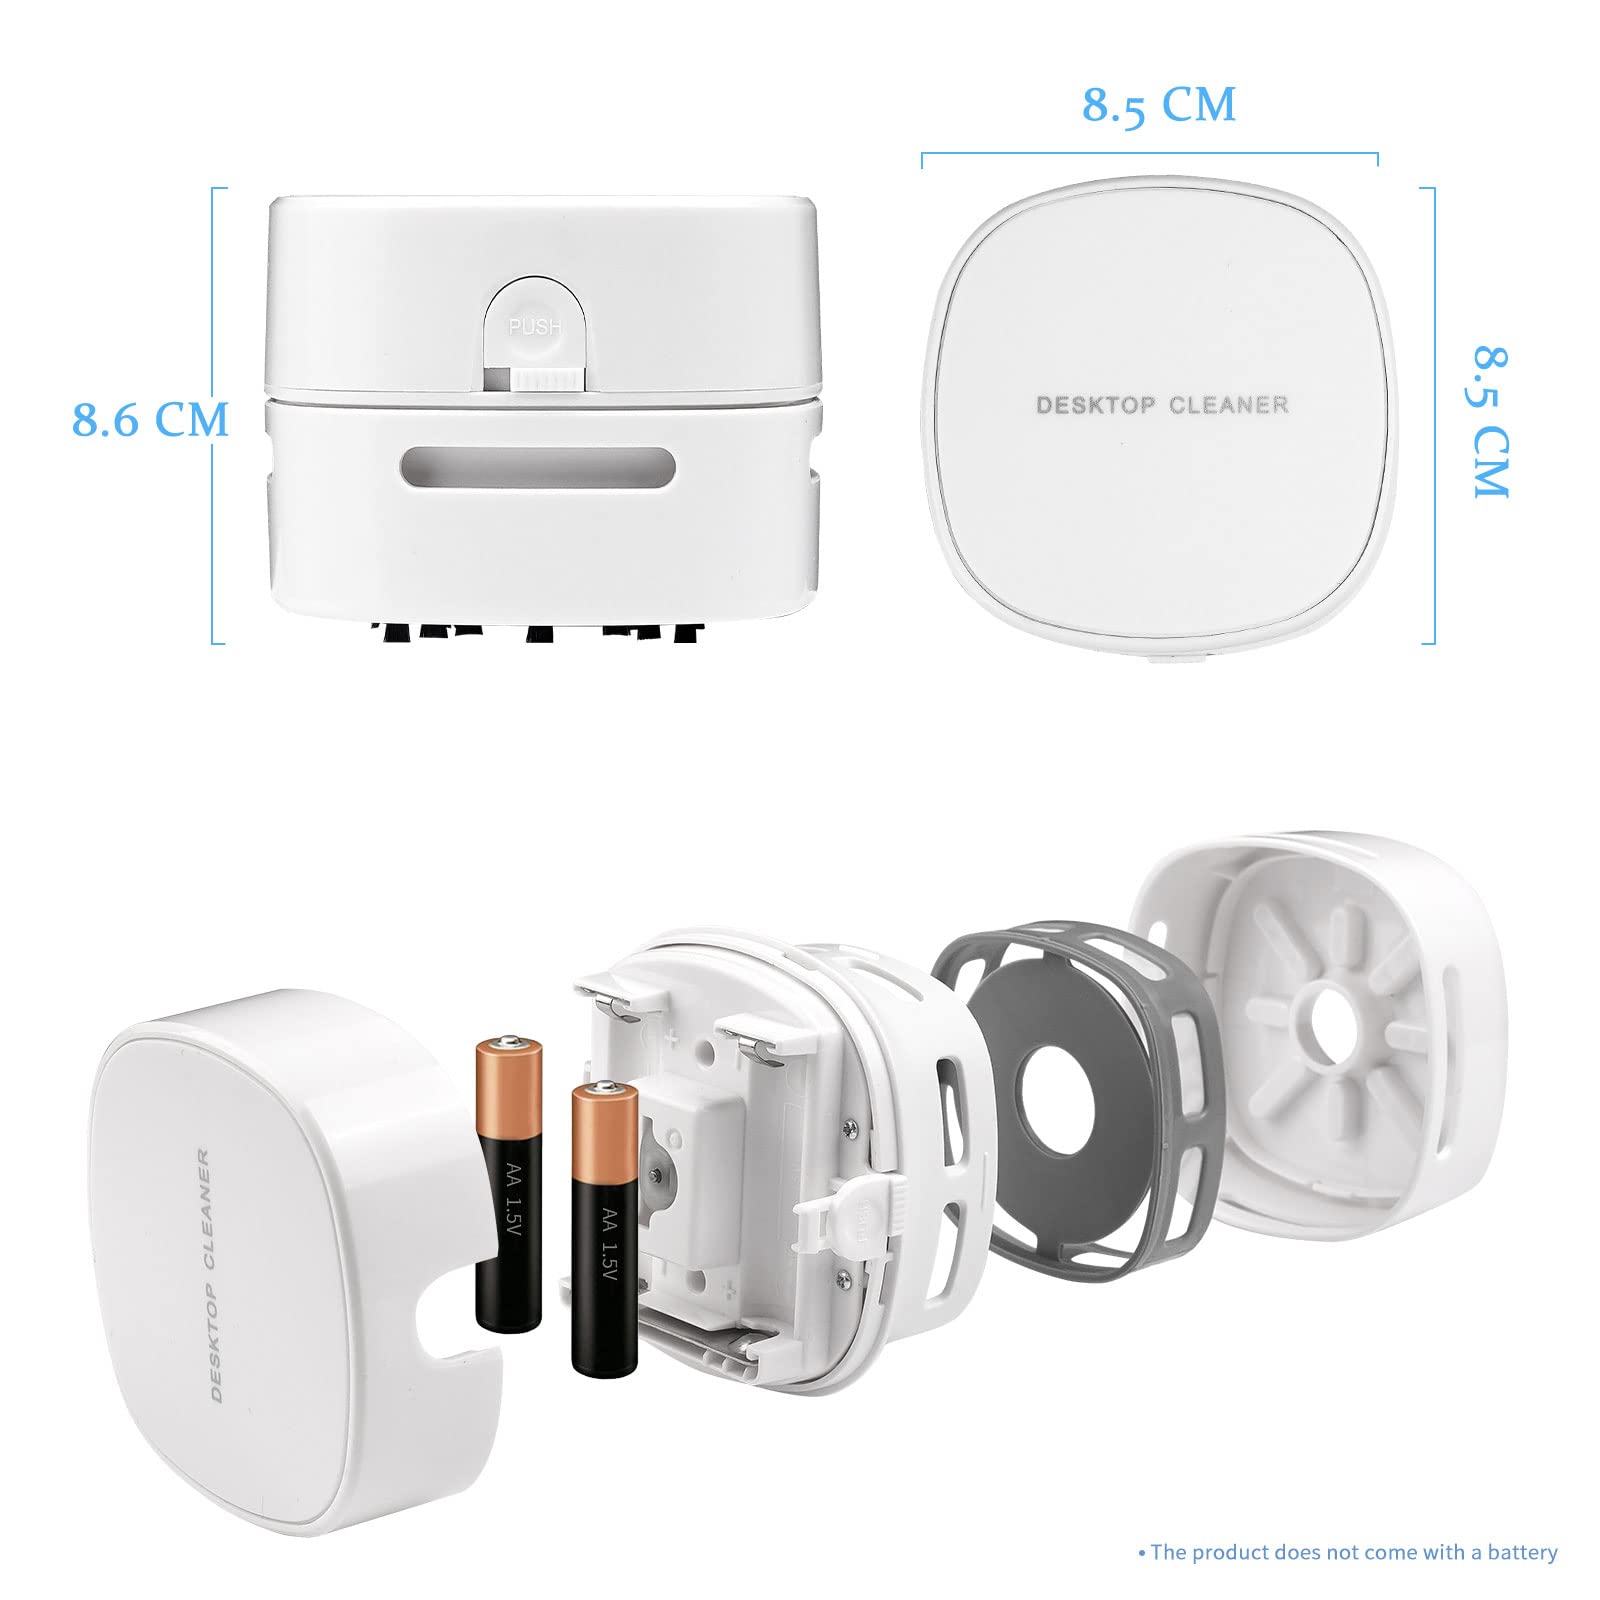 8.5 CM
8.6 CM
PUSH
DESKTOP CLEANER
8.5 CM
DESKTOP CLEANER
AA 1.5V
AA 1.5V
PUSH
• The product does not come with a battery